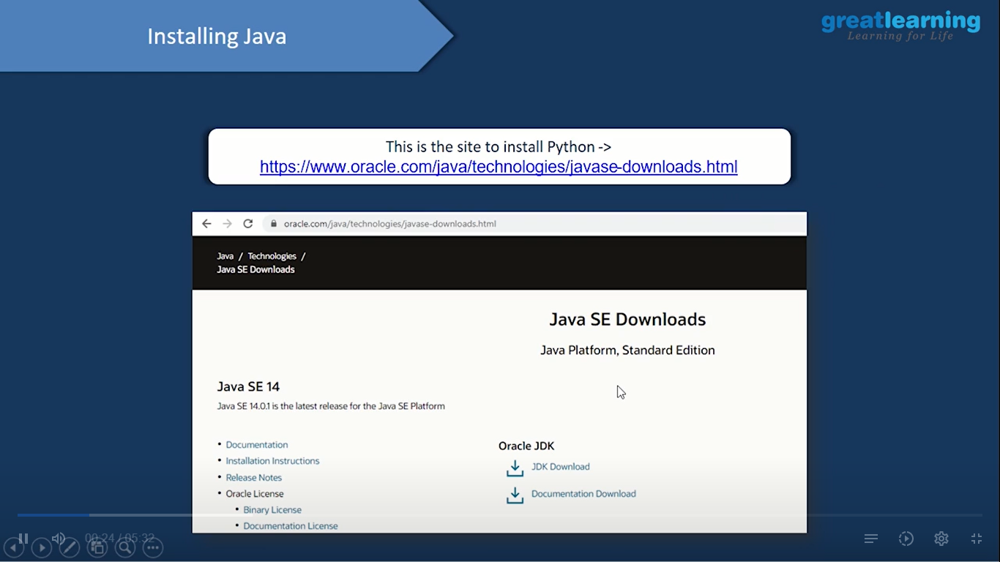 Installing Java
greatlearning
Learning for Life
This is the site to install Python ->
https://www.oracle.com/java/technologies/javase-downloads.html
oracle.com/java/technologies/javase-downloads.html
Java / Technologies /
Java SE Downloads
Java SE Downloads
Java Platform, Standard Edition
Java SE 14
Java SE 14.0.1 is the latest release for the Java SE Platform
• Documentation
• Installation Instructions
• Release Notes
• Oracle License
• Binary License
• Documentation License
Oracle JDK
JDK Download
Documentation Download
00:24 / 05:32